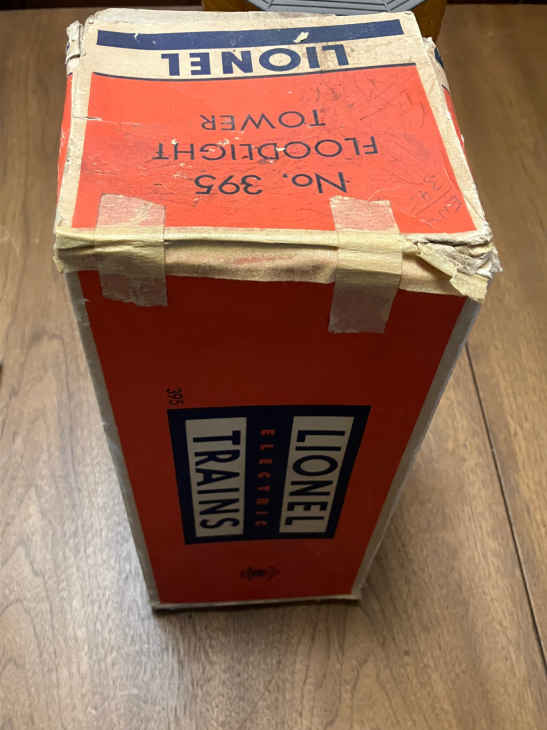 LIONEL
No. 395
FLOODLIGHT
TOWER
395
LIONEL
ELECTRIC
TRAINS